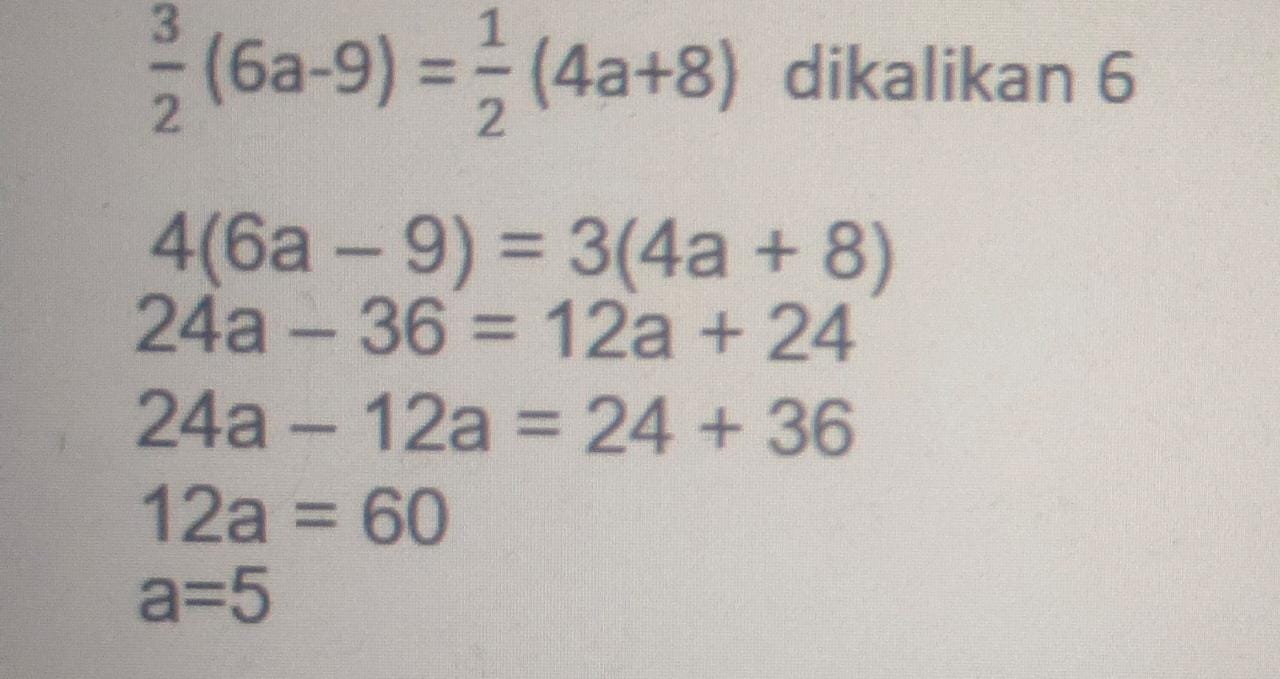 3/2 (6a-9) = 1/2 (4a+8) dikalikan 6
4(6a – 9) = 3(4a + 8)
24a – 36 = 12a + 24
24a – 12a = 24 + 36
12a = 60
a=5